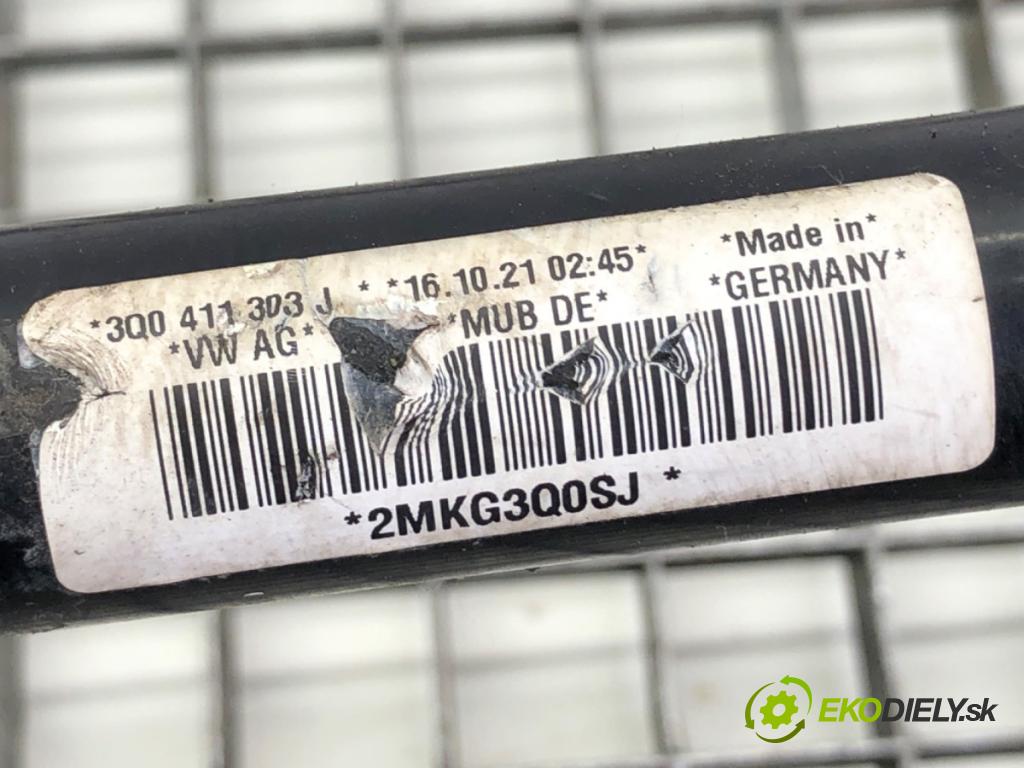 *3Q0 411 303 J * *16.10.21 02:45* *Made in*
*VW AG* *MUB DE* *GERMANY*
*2MKG3Q0SJ *
EKODIELY.sk